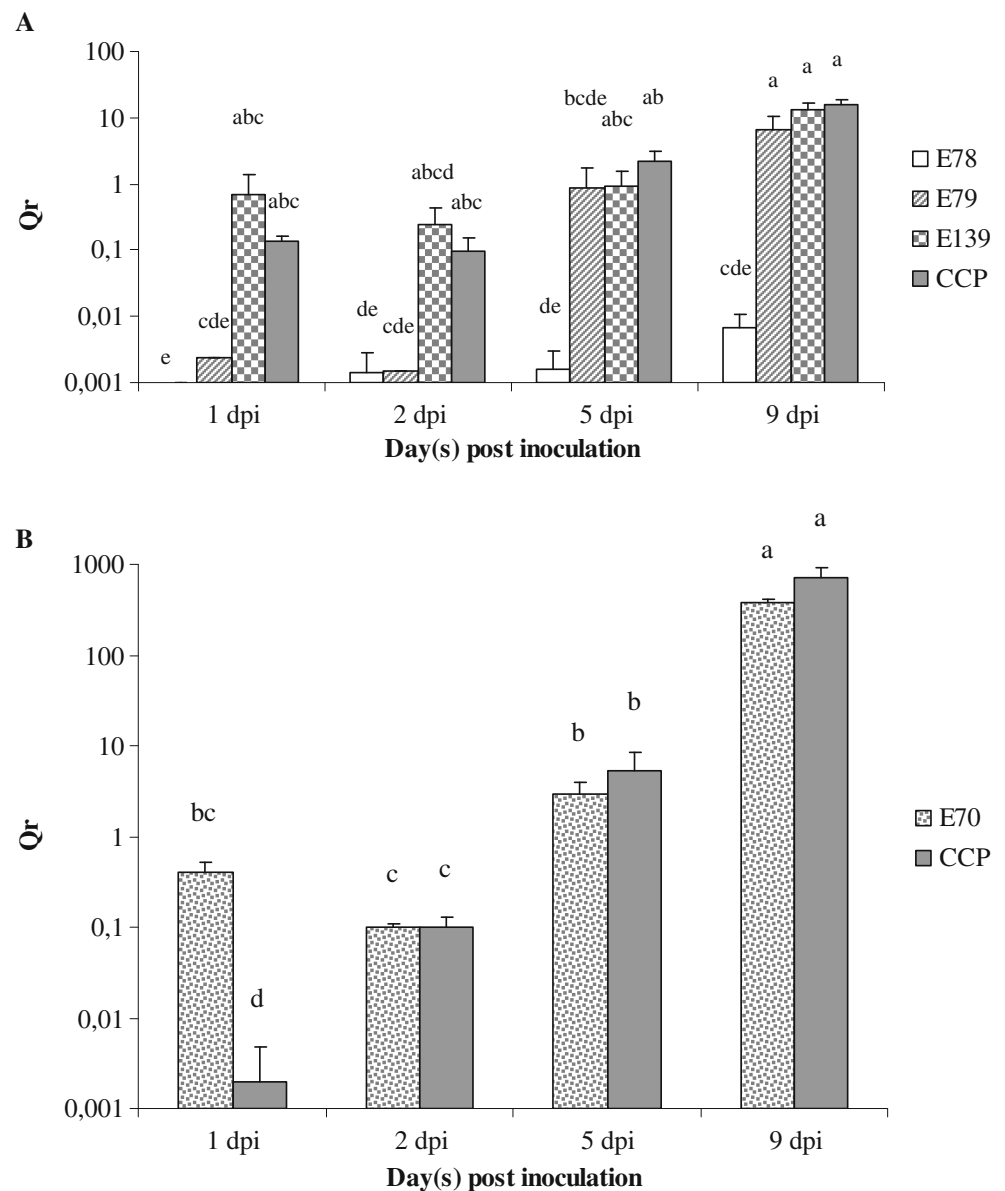 A
100
10
1
0,1
0,01
0,001
Qr
e
cde
abc
abc
de
cde
abcd
abc
de
bcde
abc
ab
cde
a
a
a
1 dpi
2 dpi
5 dpi
9 dpi
Day(s) post inoculation
E78
E79
E139
CCP
B
1000
100
10
1
0,1
0,01
0,001
Qr
bc
d
c
c
b
b
a
a
1 dpi
2 dpi
5 dpi
9 dpi
Day(s) post inoculation
E70
CCP